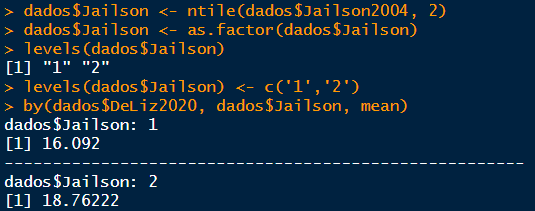 > dados$Jailson <- ntile(dados$Jailson2004, 2)
> dados$Jailson <- as.factor(dados$Jailson)
> levels(dados$Jailson)
[1] "1" "2"
> levels(dados$Jailson) <- c('1','2')
> by(dados$DeLiz2020, dados$Jailson, mean)
dados$Jailson: 1
[1] 16.092
------------------------------------------------------
dados$Jailson: 2
[1] 18.76222